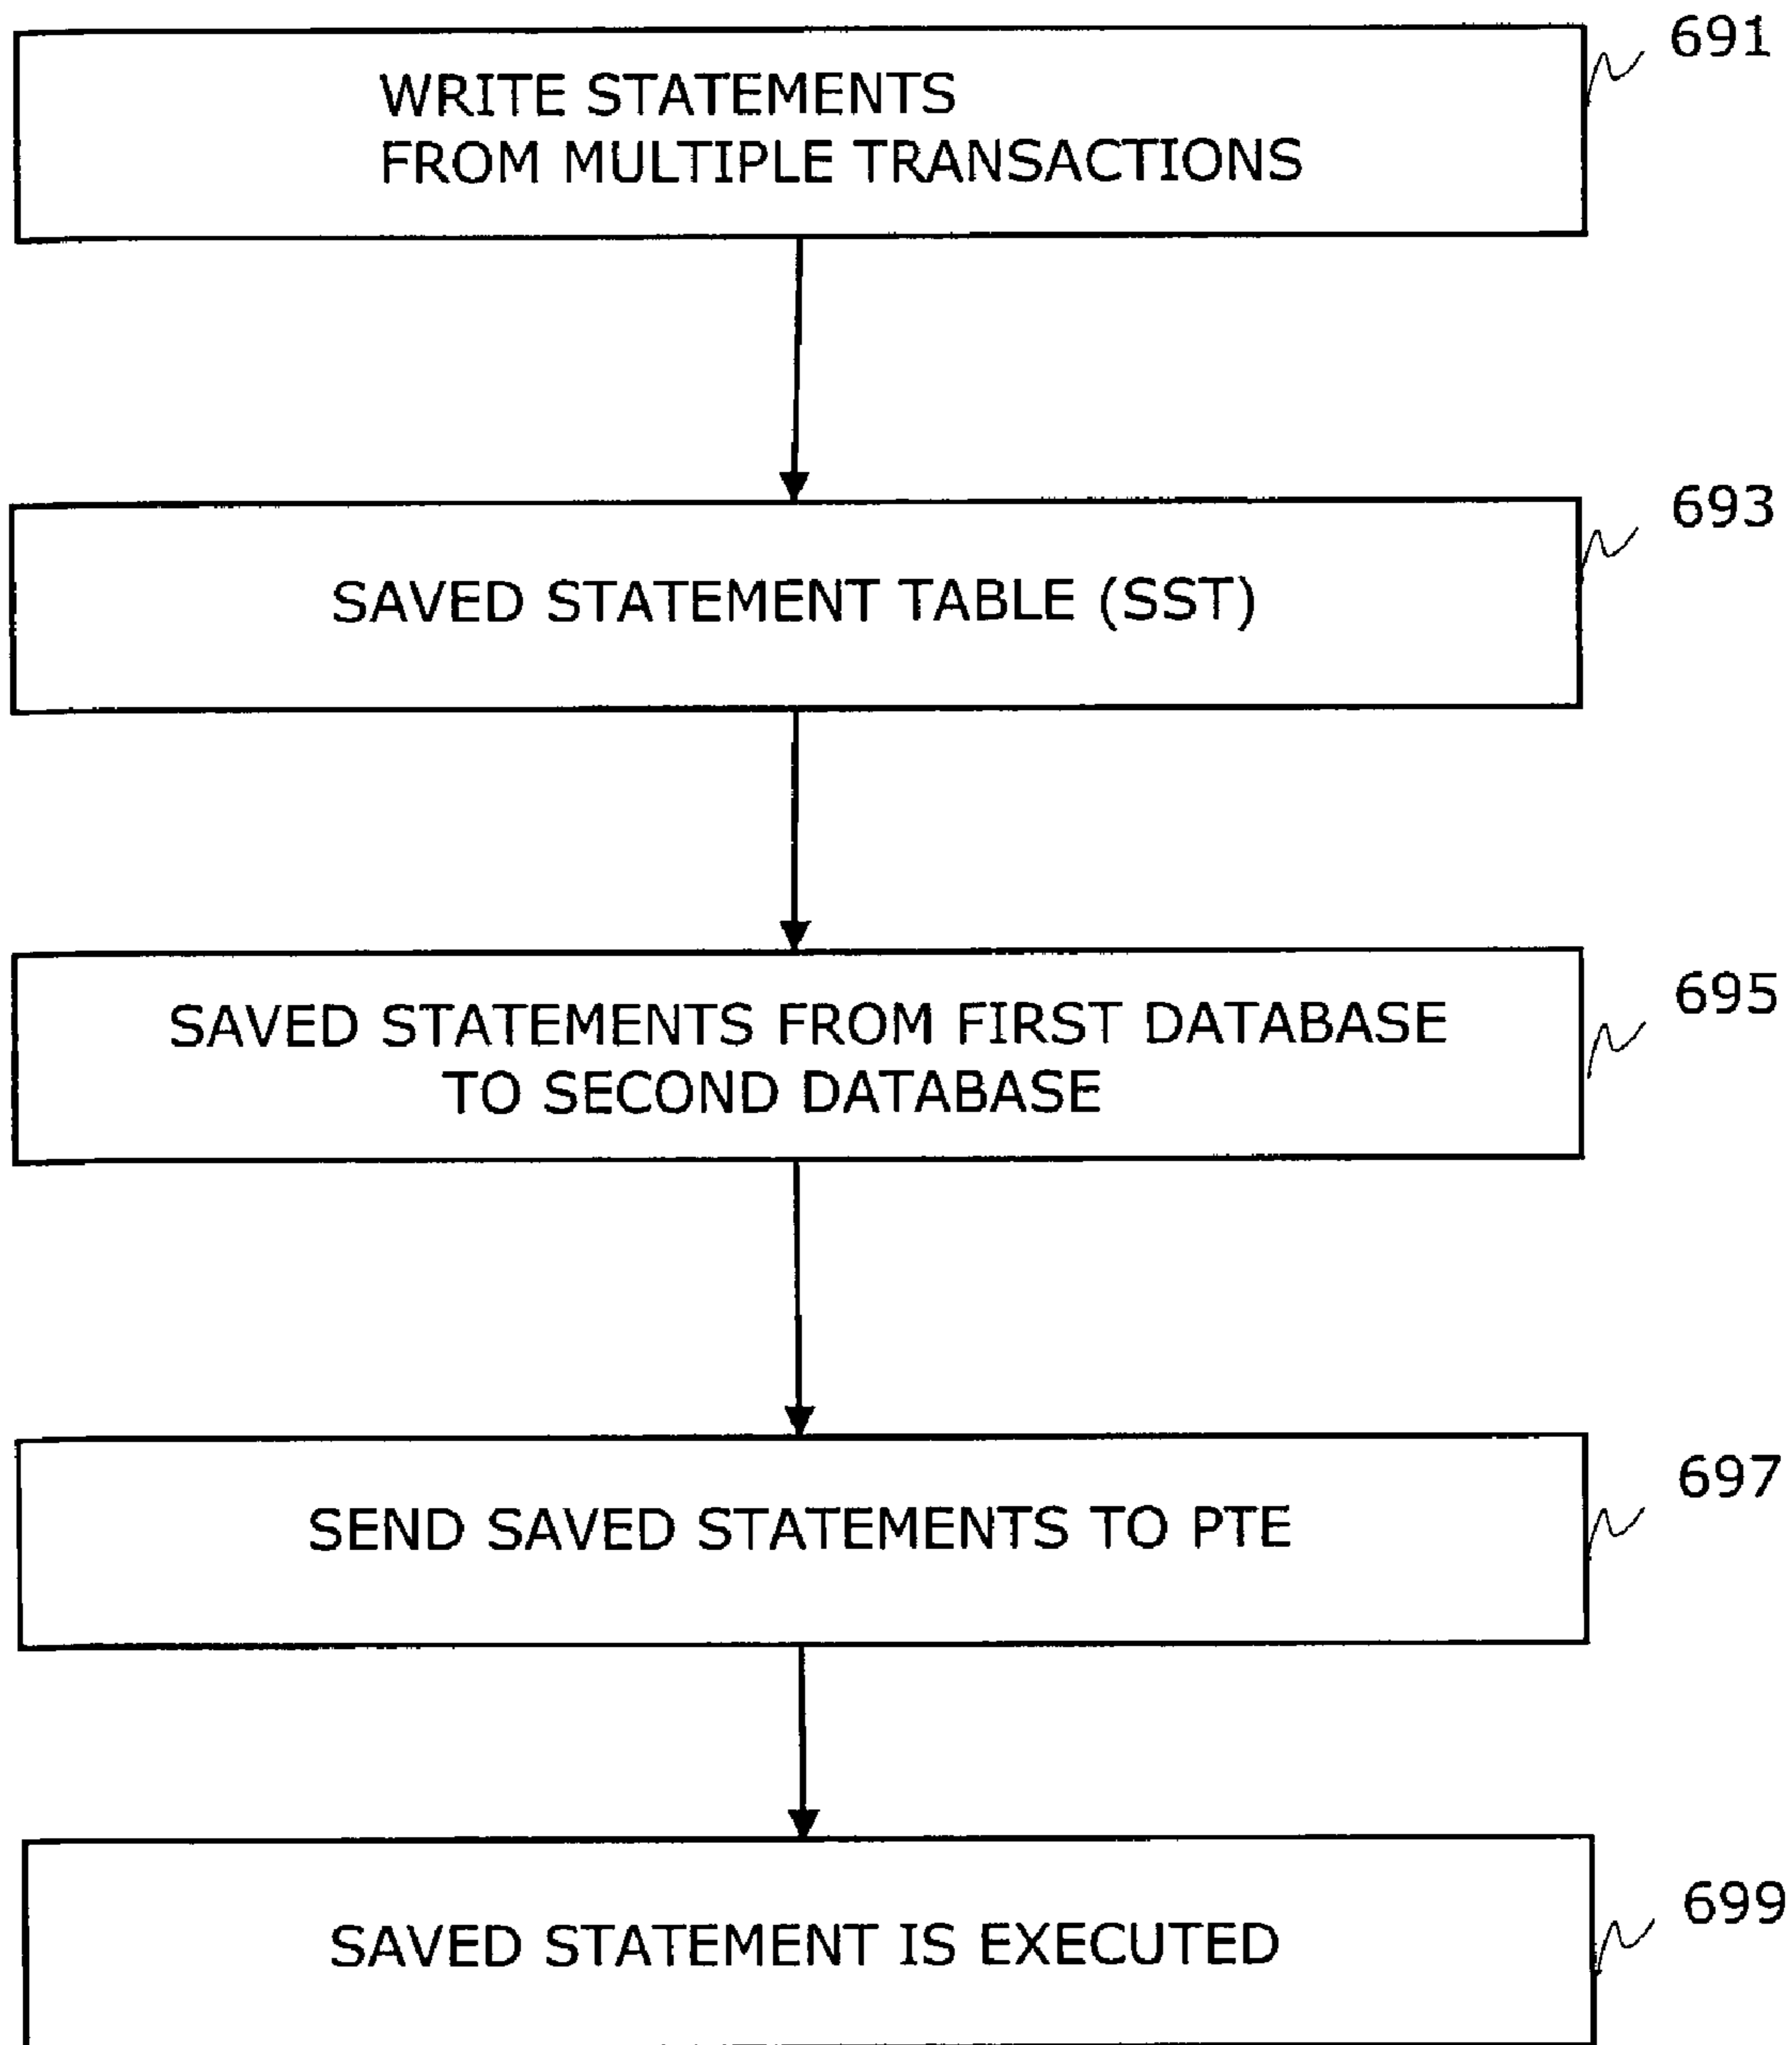 691
WRITE STATEMENTS
FROM MULTIPLE TRANSACTIONS
693
SAVED STATEMENT TABLE (SST)
695
SAVED STATEMENTS FROM FIRST DATABASE
TO SECOND DATABASE
697
SEND SAVED STATEMENTS TO PTE
699
SAVED STATEMENT IS EXECUTED